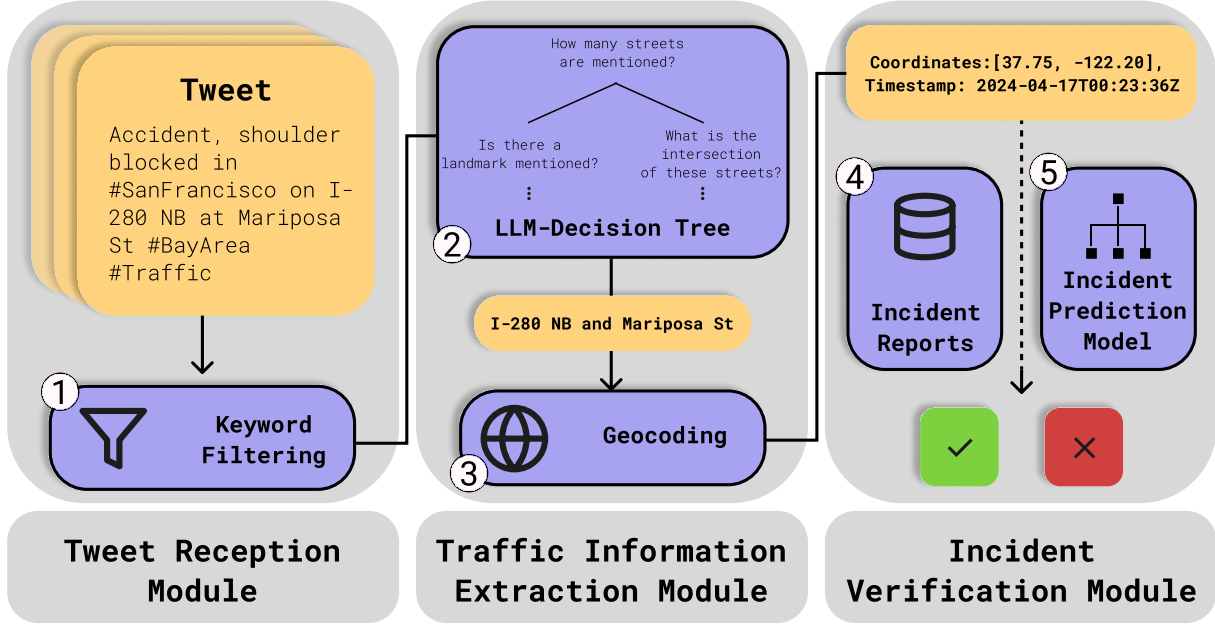 Tweet
Accident, shoulder
blocked in
#SanFrancisco on I-
280 NB at Mariposa
St #BayArea
#Traffic
1
Keyword
Filtering
Tweet Reception
Module
How many streets
are mentioned?
Is there a
landmark mentioned?
What is the
intersection
of these streets?
LLM-Decision Tree
2
I-280 NB and Mariposa St
Geocoding
3
Traffic Information
Extraction Module
Coordinates:[37.75, -122.20],
Timestamp: 2024-04-17T00:23:36Z
4
Incident
Reports
5
Incident
Prediction
Model
Incident
Verification Module